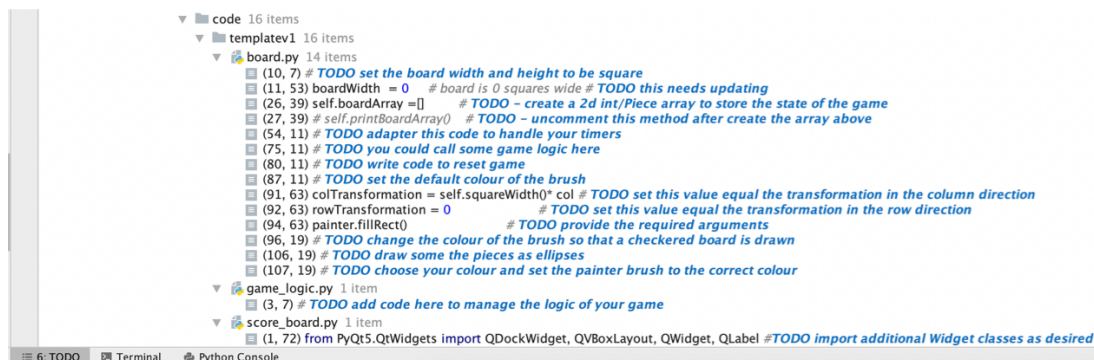 code 16 items
templatev1 16 items
board.py 14 items
(10, 7) # TODO set the board width and height to be square
(11, 53) boardWidth = 0 # board is 0 squares wide # TODO this needs updating
(26, 39) self.boardArray =[] # TODO - create a 2d int/Piece array to store the state of the game
(27, 39) # self.printBoardArray() # TODO - uncomment this method after create the array above
(54, 11) # TODO adapter this code to handle your timers
(75, 11) # TODO you could call some game logic here
(80, 11) # TODO write code to reset game
(87, 11) # TODO set the default colour of the brush
(91, 63) colTransformation = self.squareWidth()* col # TODO set this value equal the transformation in the column direction
(92, 63) rowTransformation = 0 # TODO set this value equal the transformation in the row direction
(94, 63) painter.fillRect() # TODO provide the required arguments
(96, 19) # TODO change the colour of the brush so that a checkered board is drawn
(106, 19) # TODO draw some the pieces as ellipses
(107, 19) # TODO choose your colour and set the painter brush to the correct colour
game_logic.py 1 item
(3, 7) # TODO add code here to manage the logic of your game
score_board.py 1 item
(1, 72) from PyQt5.QtWidgets import QDockWidget, QVBoxLayout, QWidget, QLabel #TODO import additional Widget classes as desired
6: TODO Terminal Python Console